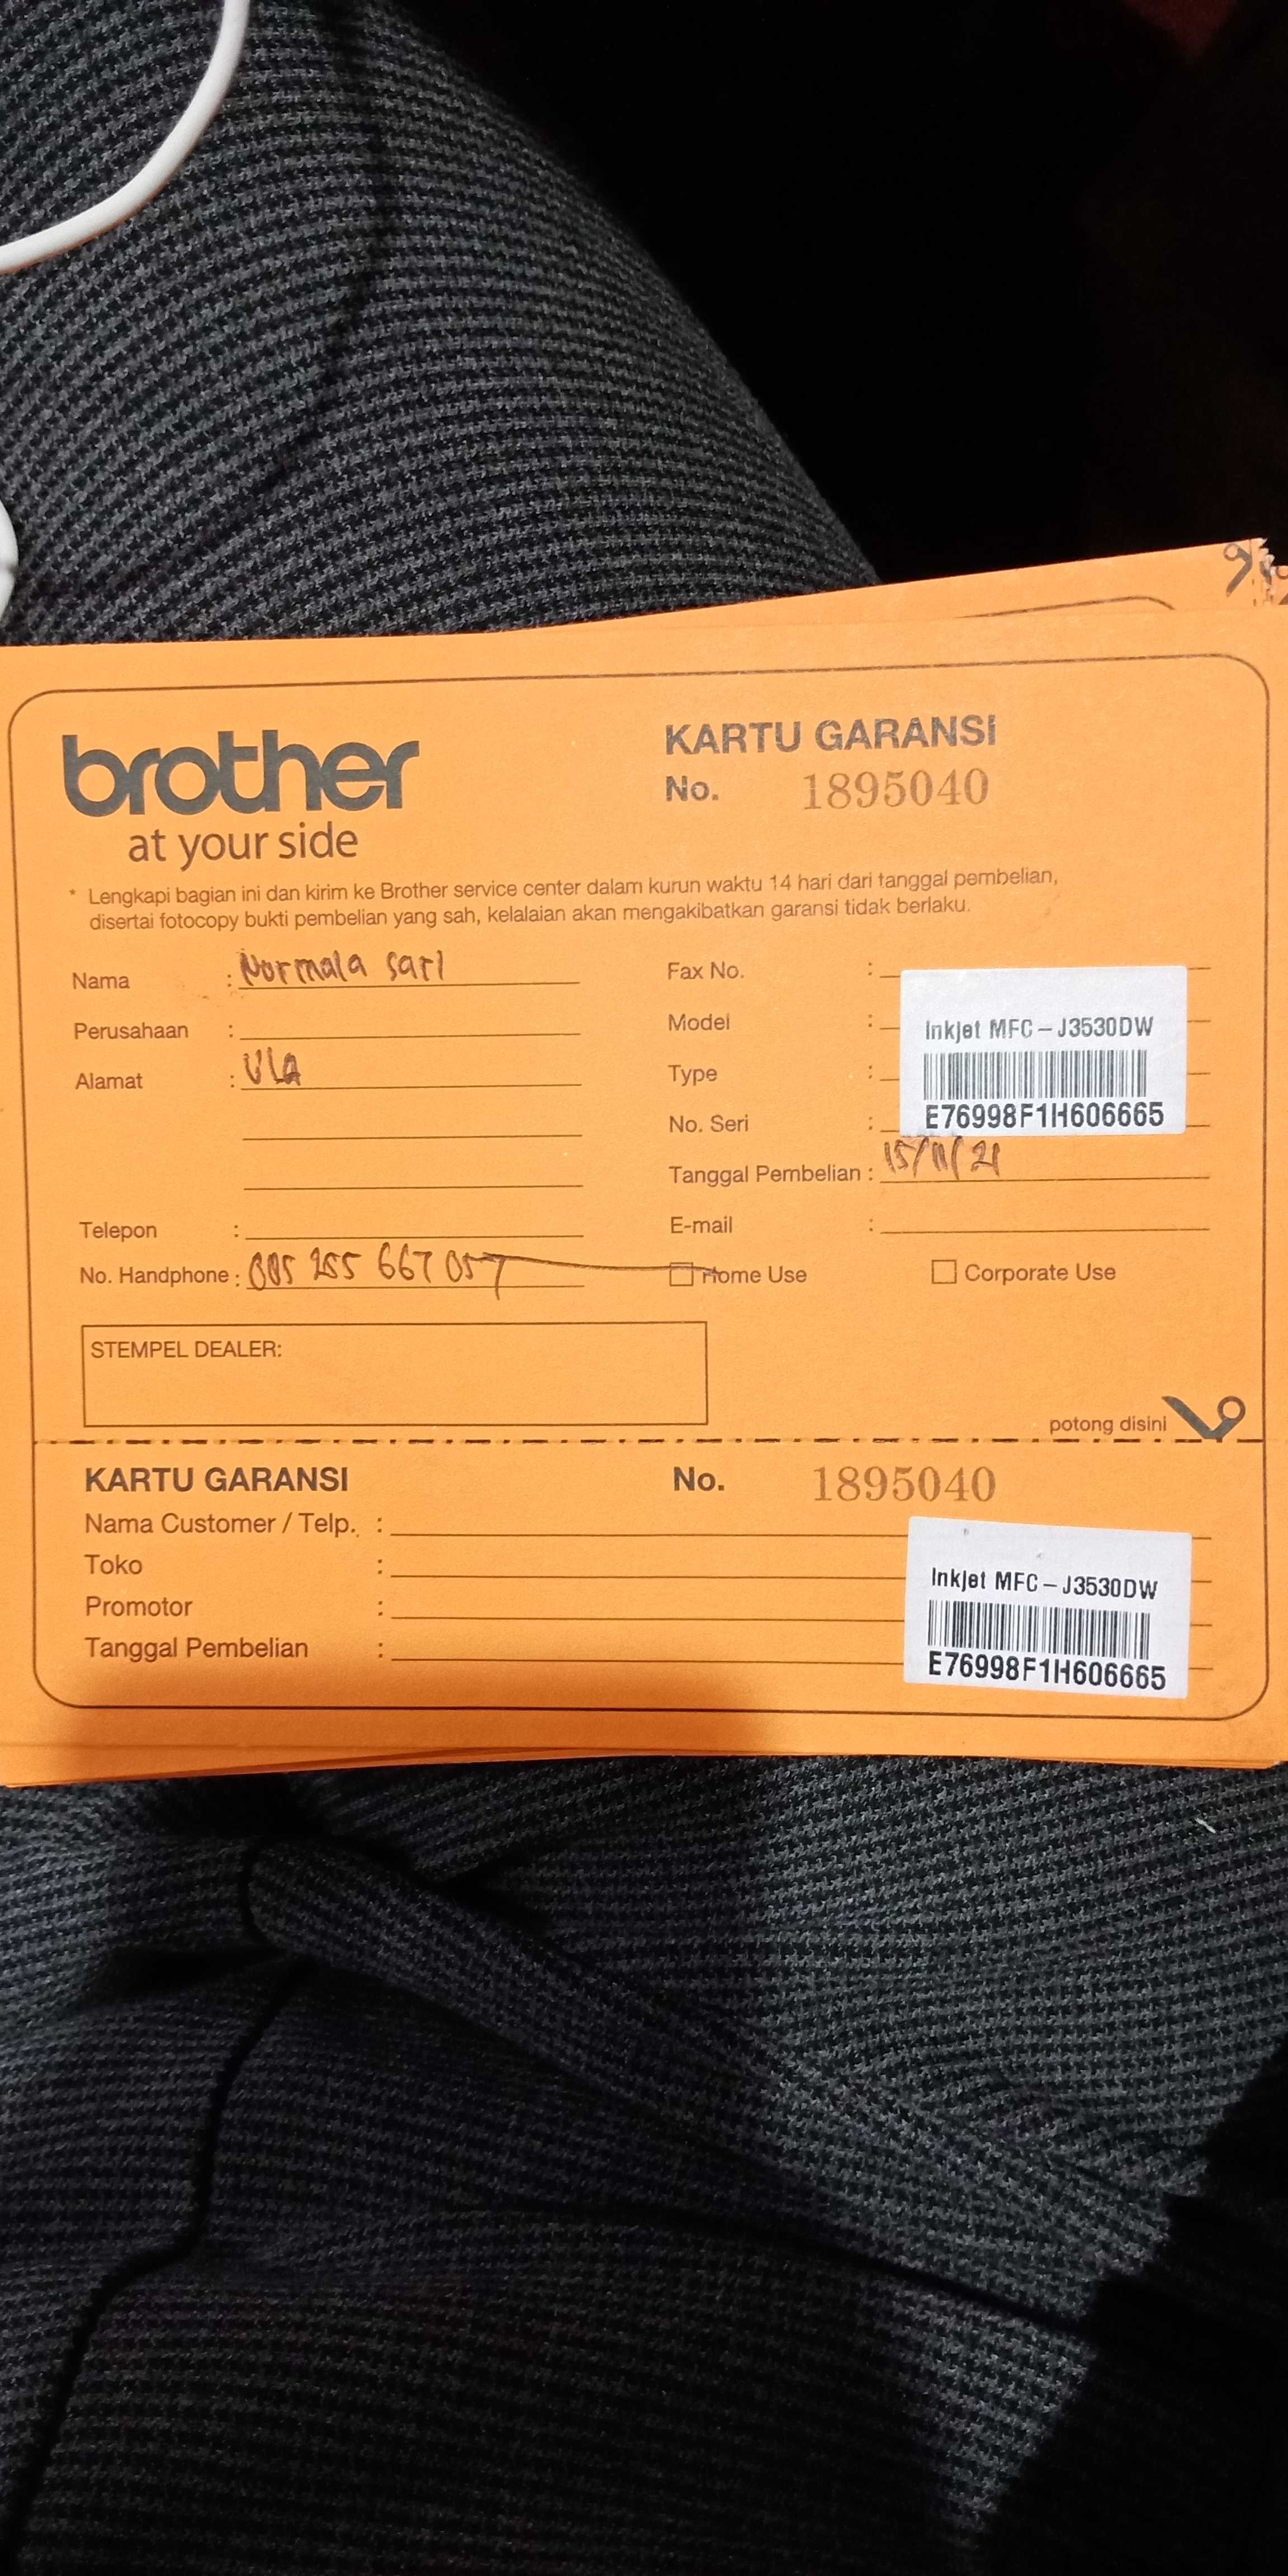 brother
at your side
KARTU GARANSI
No. 1895040
* Lengkapi bagian ini dan kirim ke Brother service center dalam kurun waktu 14 hari dari tanggal pembelian,
disertai fotocopy bukti pembelian yang sah, kelalaian akan mengakibatkan garansi tidak berlaku.
Nama : Normala sari
Perusahaan :
Alamat : ULA
Telepon :
No. Handphone : 085 255 667 057
Fax No. :
Model :
Type :
No. Seri :
Inkjet MFC-J3530DW
E76998F1H606665
Tanggal Pembelian : 15/11/21
E-mail :
Home Use
Corporate Use
STEMPEL DEALER:
potong disini
KARTU GARANSI No. 1895040
Nama Customer / Telp. :
Toko :
Promotor :
Tanggal Pembelian :
Inkjet MFC-J3530DW
E76998F1H606665